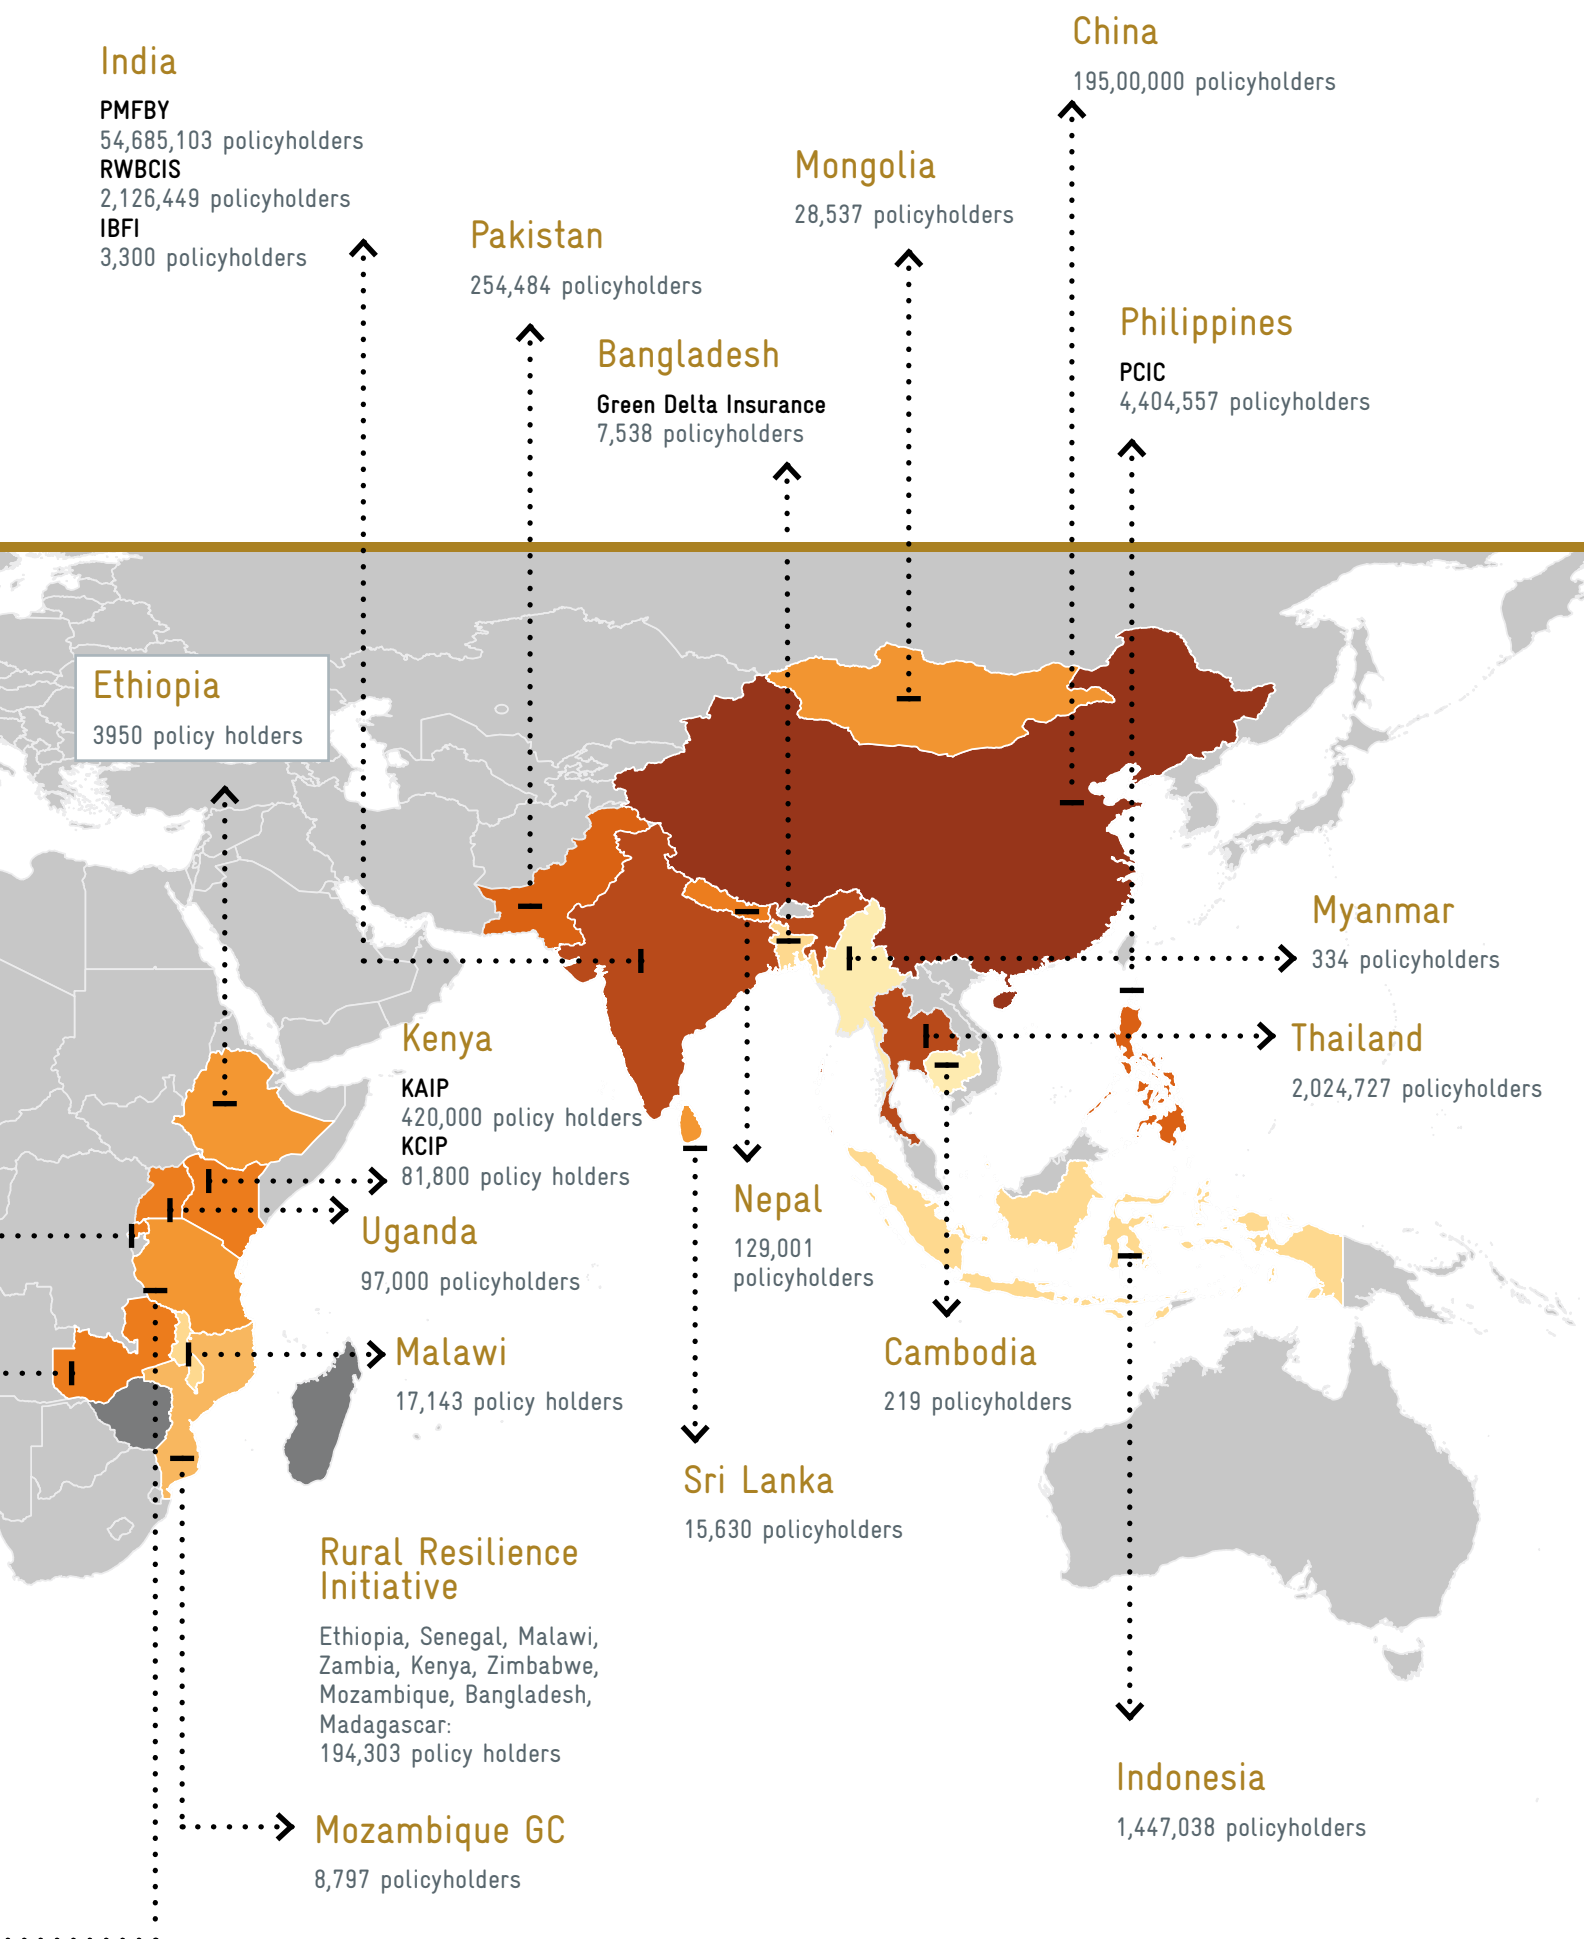 China
195,00,000 policyholders
India
PMFBY
54,685,103 policyholders
RWBCIS
2,126,449 policyholders
IBFI
3,300 policyholders
Mongolia
28,537 policyholders
Pakistan
254,484 policyholders
Philippines
PCIC
4,404,557 policyholders
Bangladesh
Green Delta Insurance
7,538 policyholders
Ethiopia
3950 policy holders
Myanmar
334 policyholders
Kenya
KAIP
420,000 policy holders
KCIP
81,800 policy holders
Thailand
2,024,727 policyholders
Uganda
97,000 policyholders
Nepal
129,001
policyholders
Malawi
17,143 policy holders
Cambodia
219 policyholders
Sri Lanka
15,630 policyholders
Rural Resilience
Initiative
Ethiopia, Senegal, Malawi,
Zambia, Kenya, Zimbabwe,
Mozambique, Bangladesh,
Madagascar:
194,303 policy holders
Indonesia
1,447,038 policyholders
Mozambique GC
8,797 policyholders